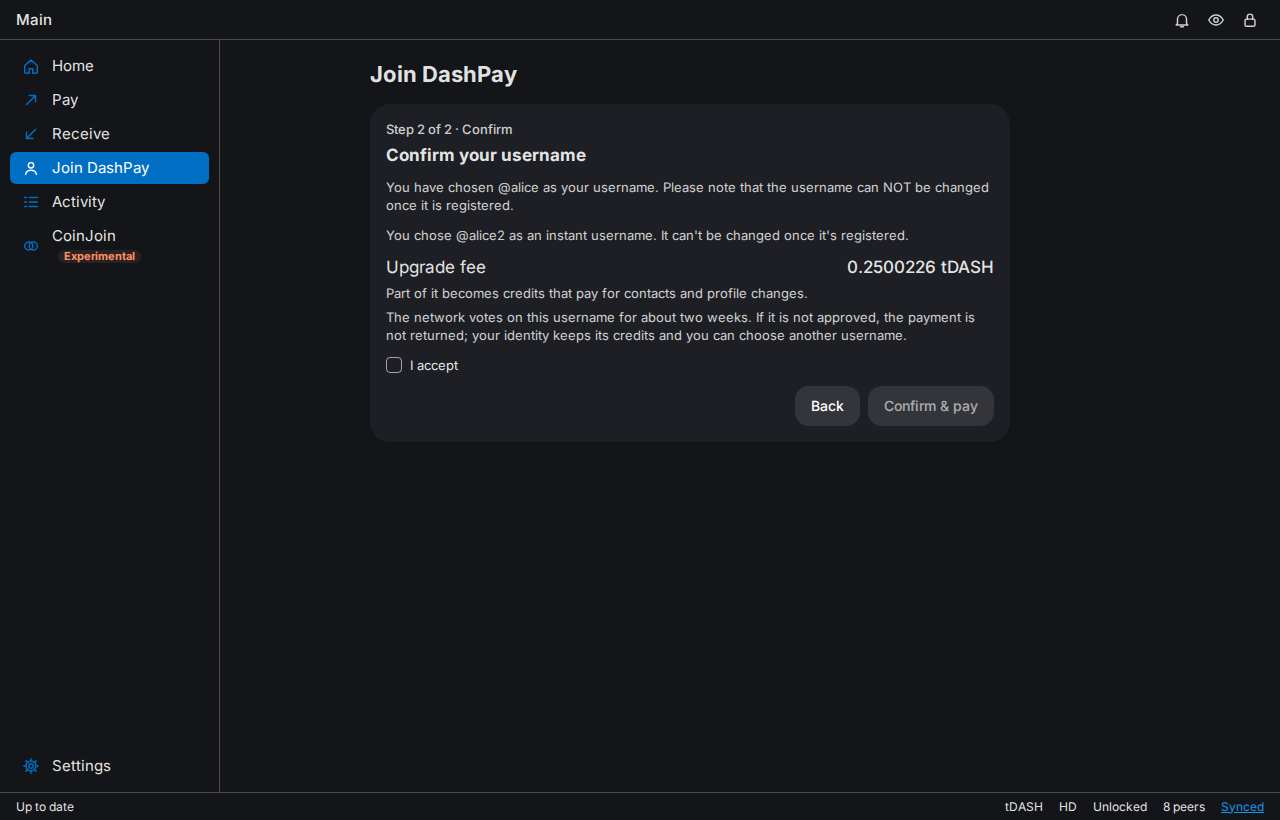 Main
Home
Pay
Receive
Join DashPay
Activity
CoinJoin
Experimental
Settings
Join DashPay
Step 2 of 2 · Confirm
Confirm your username
You have chosen @alice as your username. Please note that the username can NOT be changed
once it is registered.
You chose @alice2 as an instant username. It can't be changed once it's registered.
Upgrade fee 0.2500226 tDASH
Part of it becomes credits that pay for contacts and profile changes.
The network votes on this username for about two weeks. If it is not approved, the payment is
not returned; your identity keeps its credits and you can choose another username.
I accept
Back Confirm & pay
Up to date tDASH HD Unlocked 8 peers Synced